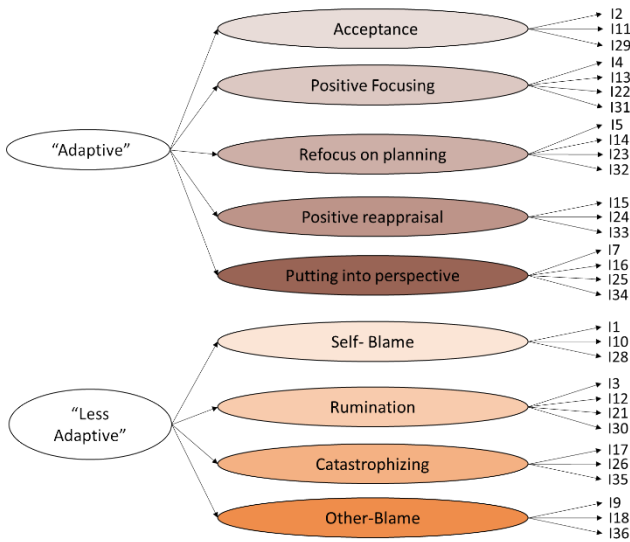 Acceptance
I2
I11
I29
Positive Focusing
I4
I13
I22
I31
"Adaptive"
Refocus on planning
I5
I14
I23
I32
Positive reappraisal
I15
I24
I33
Putting into perspective
I7
I16
I25
I34
Self- Blame
I1
I10
I28
"Less
Adaptive"
Rumination
I3
I12
I21
I30
Catastrophizing
I17
I26
I35
Other-Blame
I9
I18
I36